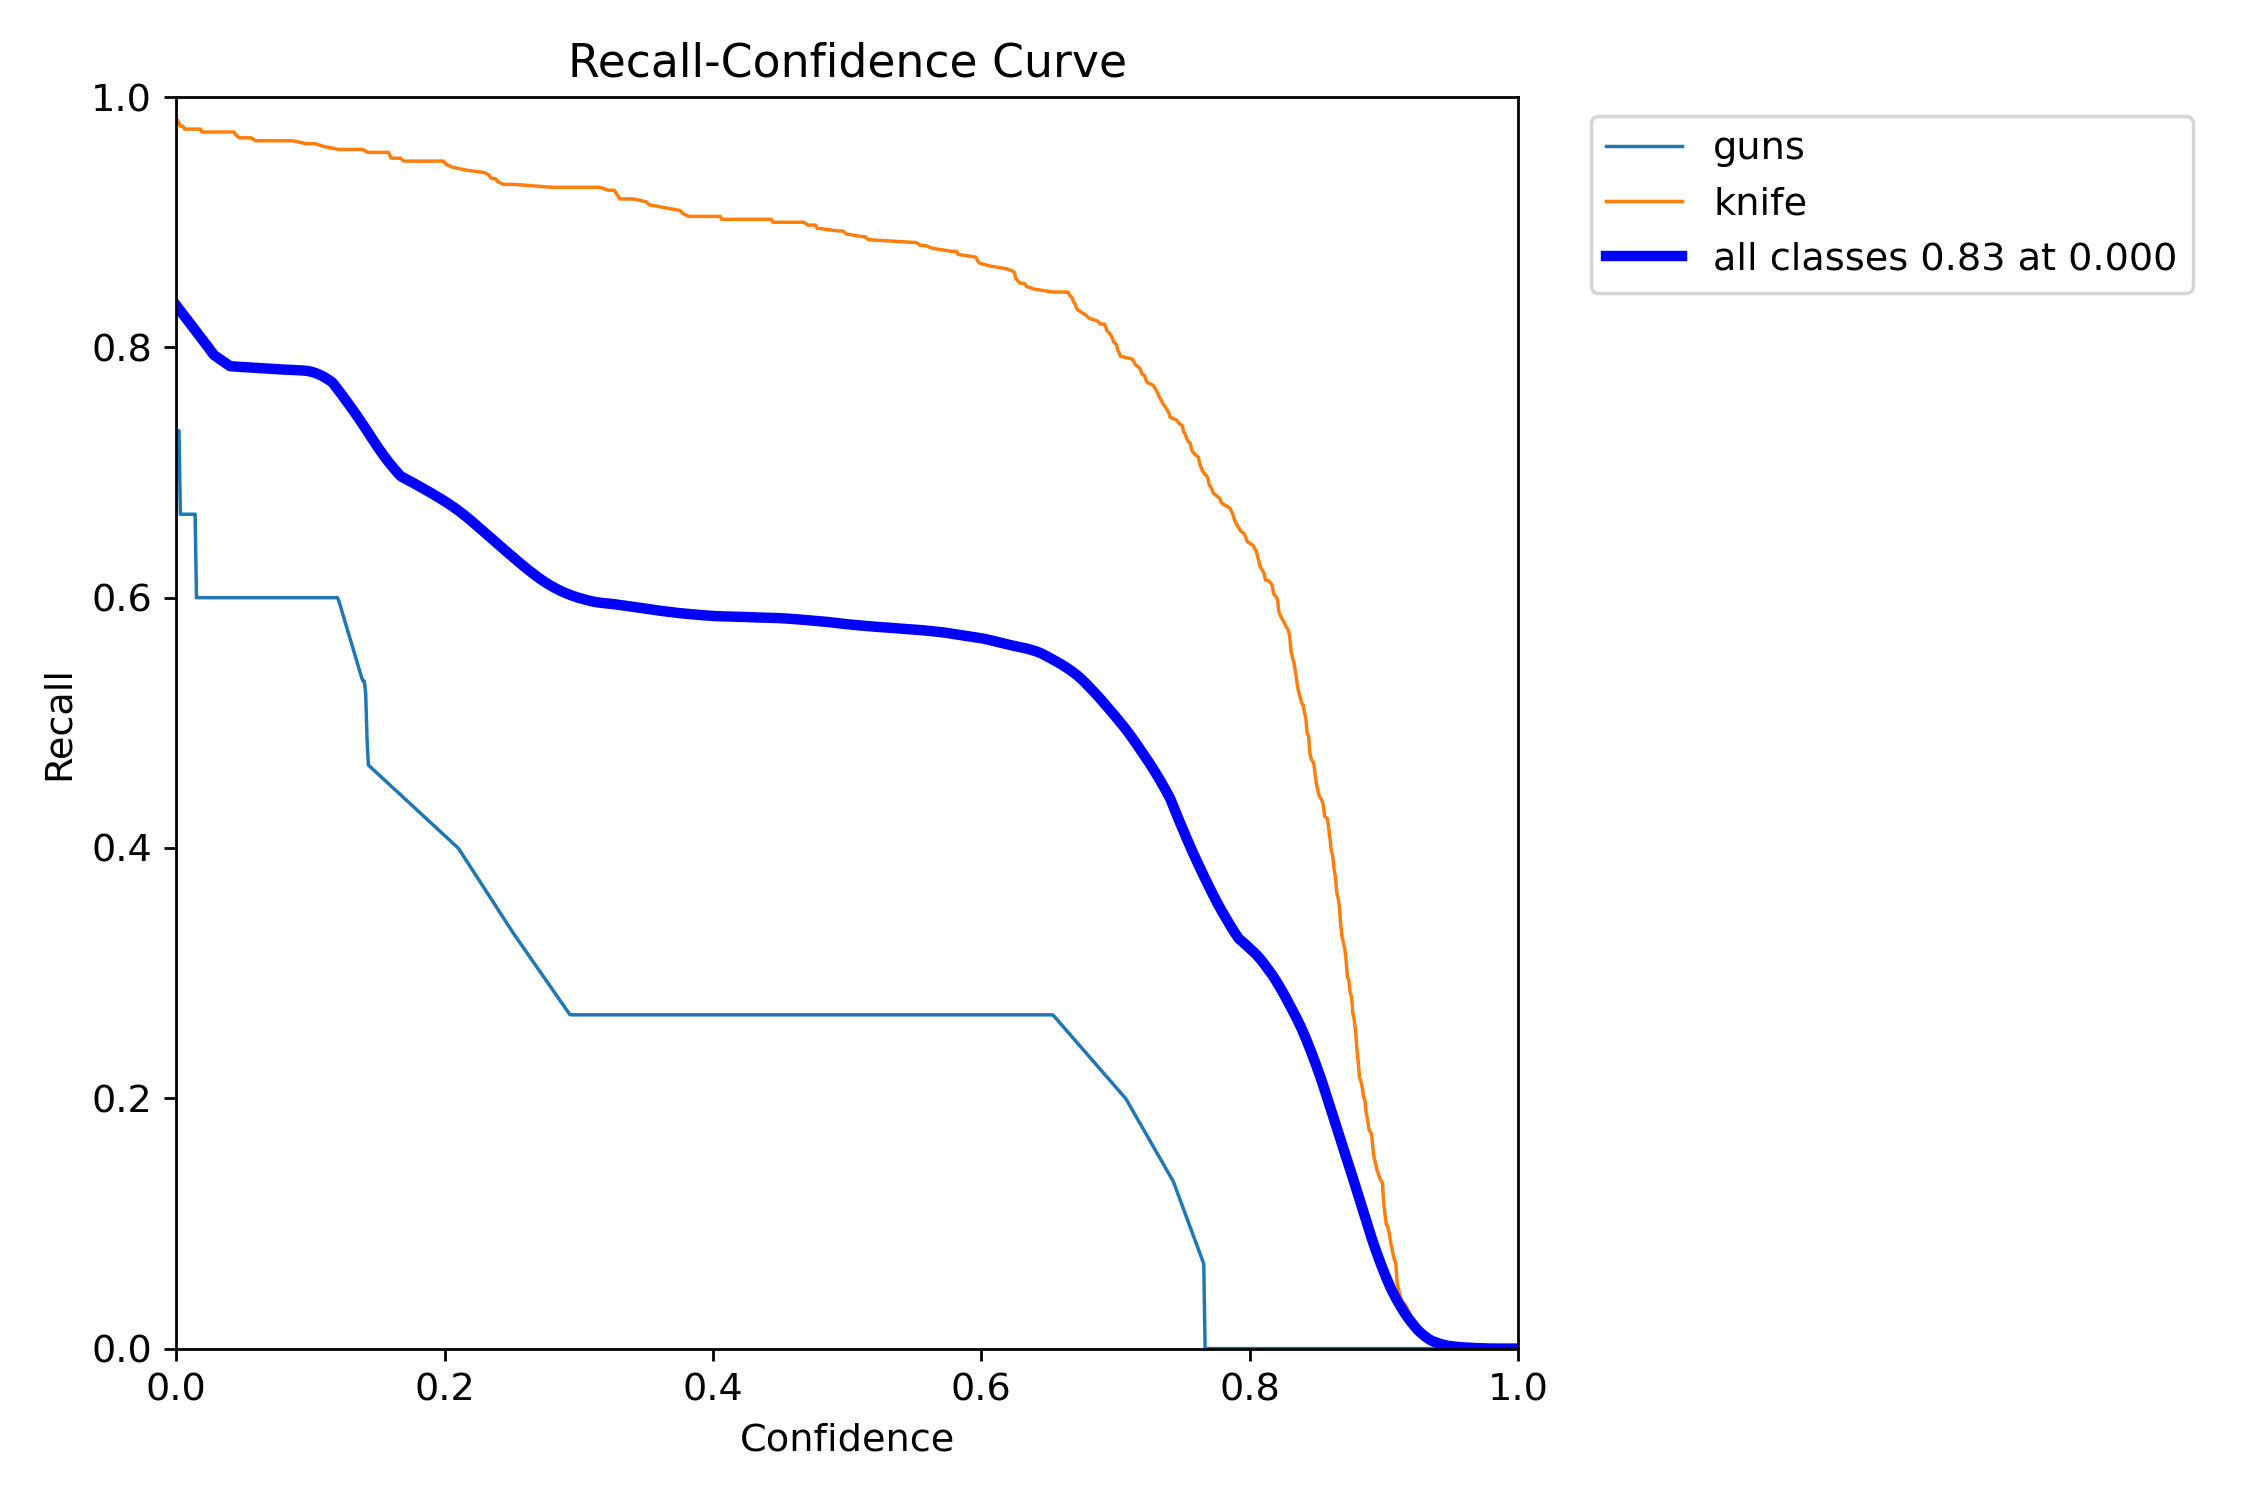 Recall-Confidence Curve
guns
knife
all classes 0.83 at 0.000
Recall
1.0
0.8
0.6
0.4
0.2
0.0
0.0 0.2 0.4 0.6 0.8 1.0
Confidence